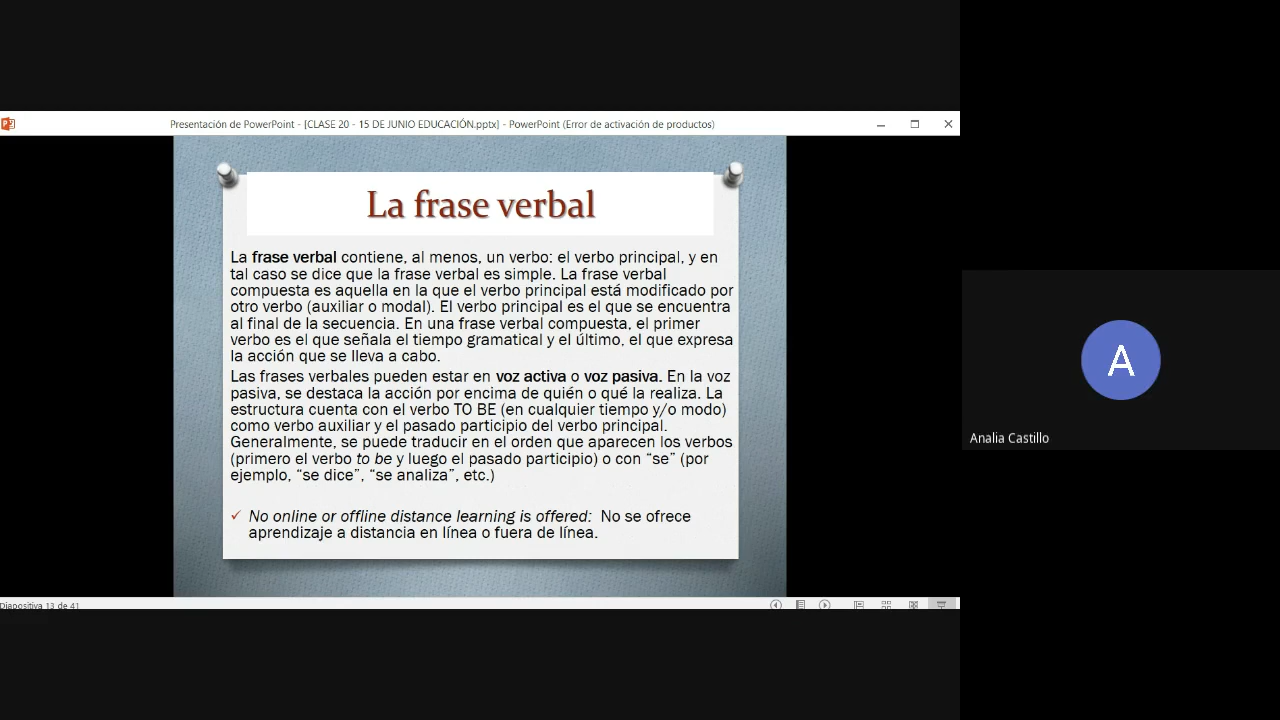 Presentación de PowerPoint - [CLASE 20 - 15 DE JUNIO EDUCACIÓN.pptx] - PowerPoint (Error de activación de productos)
La frase verbal
La frase verbal contiene, al menos, un verbo: el verbo principal, y en
tal caso se dice que la frase verbal es simple. La frase verbal
compuesta es aquella en la que el verbo principal está modificado por
otro verbo (auxiliar o modal). El verbo principal es el que se encuentra
al final de la secuencia. En una frase verbal compuesta, el primer
verbo es el que señala el tiempo gramatical y el último, el que expresa
la acción que se lleva a cabo.
Las frases verbales pueden estar en voz activa o voz pasiva. En la voz
pasiva, se destaca la acción por encima de quién o qué la realiza. La
estructura cuenta con el verbo TO BE (en cualquier tiempo y/o modo)
como verbo auxiliar y el pasado participio del verbo principal.
Generalmente, se puede traducir en el orden que aparecen los verbos
(primero el verbo to be y luego el pasado participio) o con “se” (por
ejemplo, “se dice”, “se analiza”, etc.)
✓ No online or offline distance learning is offered: No se ofrece
aprendizaje a distancia en línea o fuera de línea.
Diapositiva 13 de 41
A
Analia Castillo